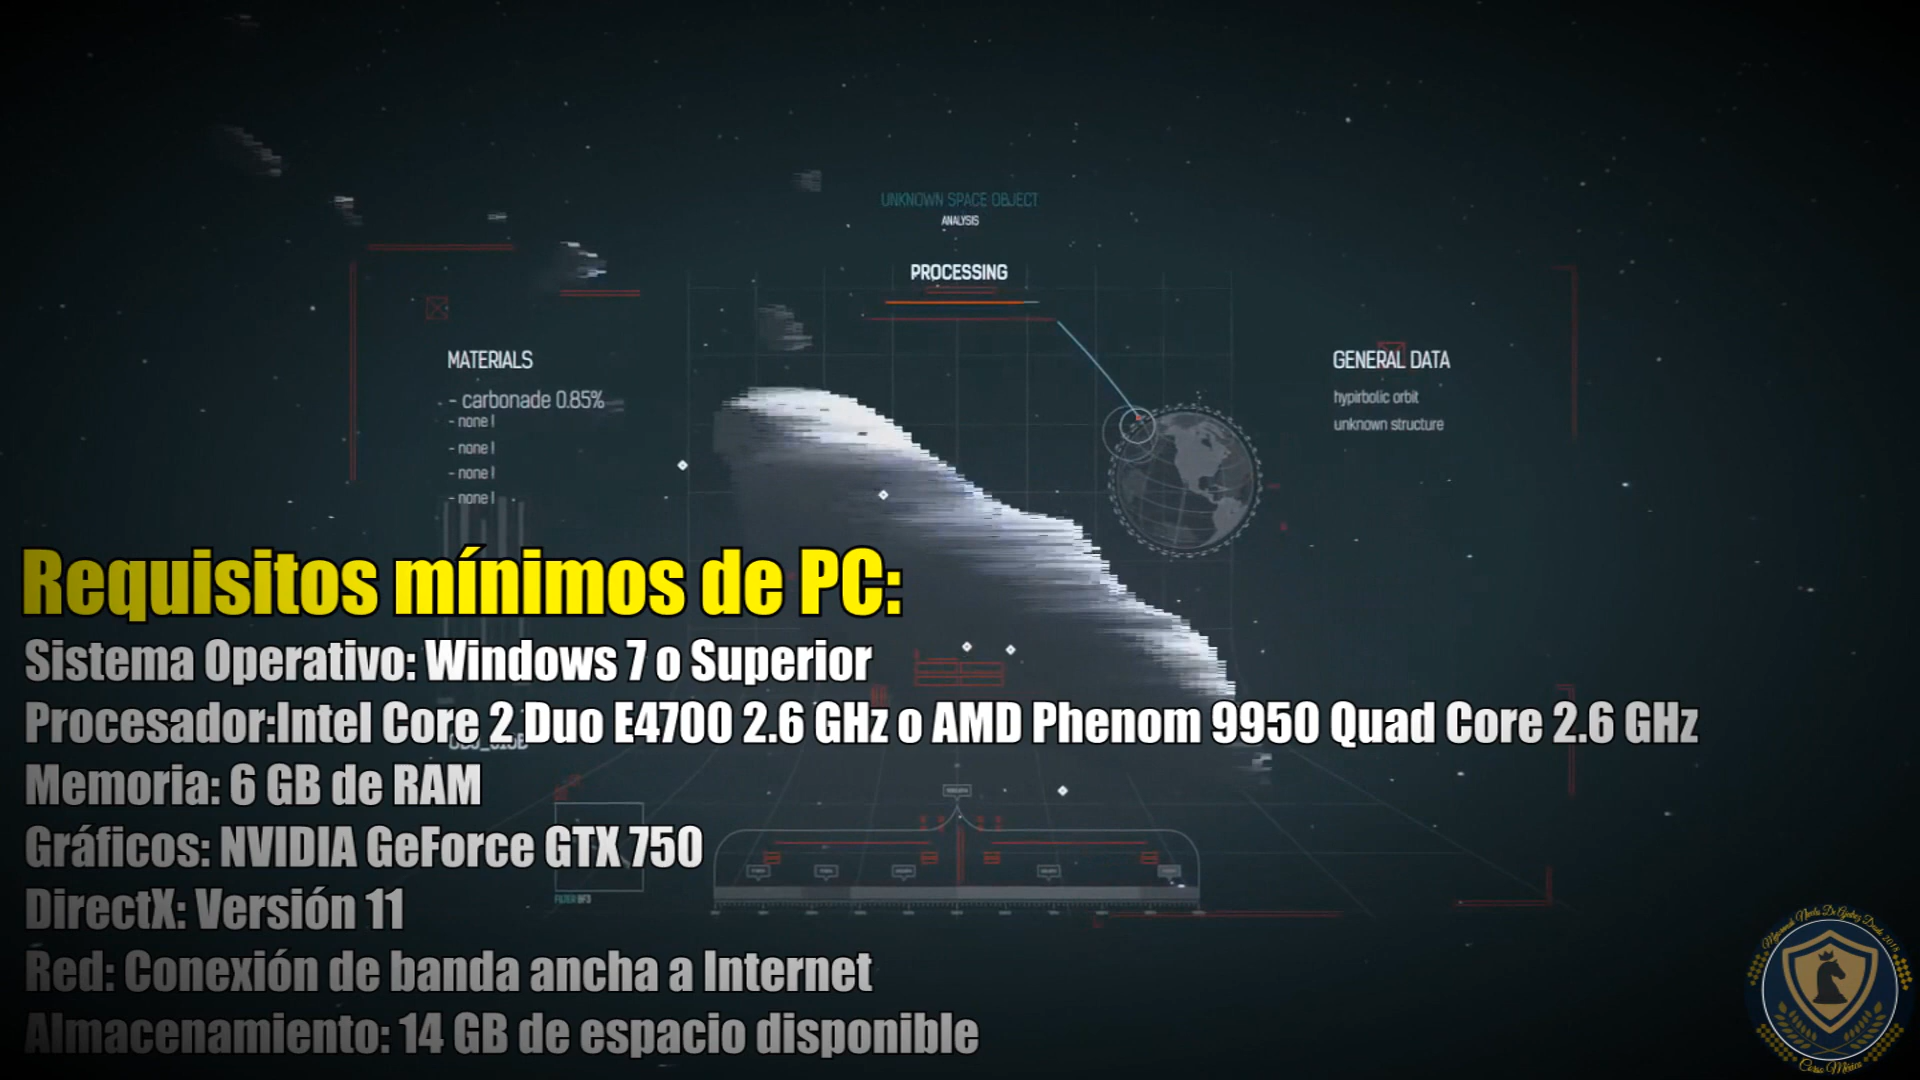 UNKNOWN SPACE OBJECT
ANALYSIS
PROCESSING
MATERIALS
- carbonade 0.85%
- none |
- none |
- none |
- none |
GENERAL DATA
hypirbolic orbit
unknown structure
Requisitos mínimos de PC:
Sistema Operativo: Windows 7 o Superior
Procesador:Intel Core 2 Duo E4700 2.6 GHz o AMD Phenom 9950 Quad Core 2.6 GHz
Memoria: 6 GB de RAM
Gráficos: NVIDIA GeForce GTX 750
DirectX: Versión 11
Red: Conexión de banda ancha a Internet
Almacenamiento: 14 GB de espacio disponible